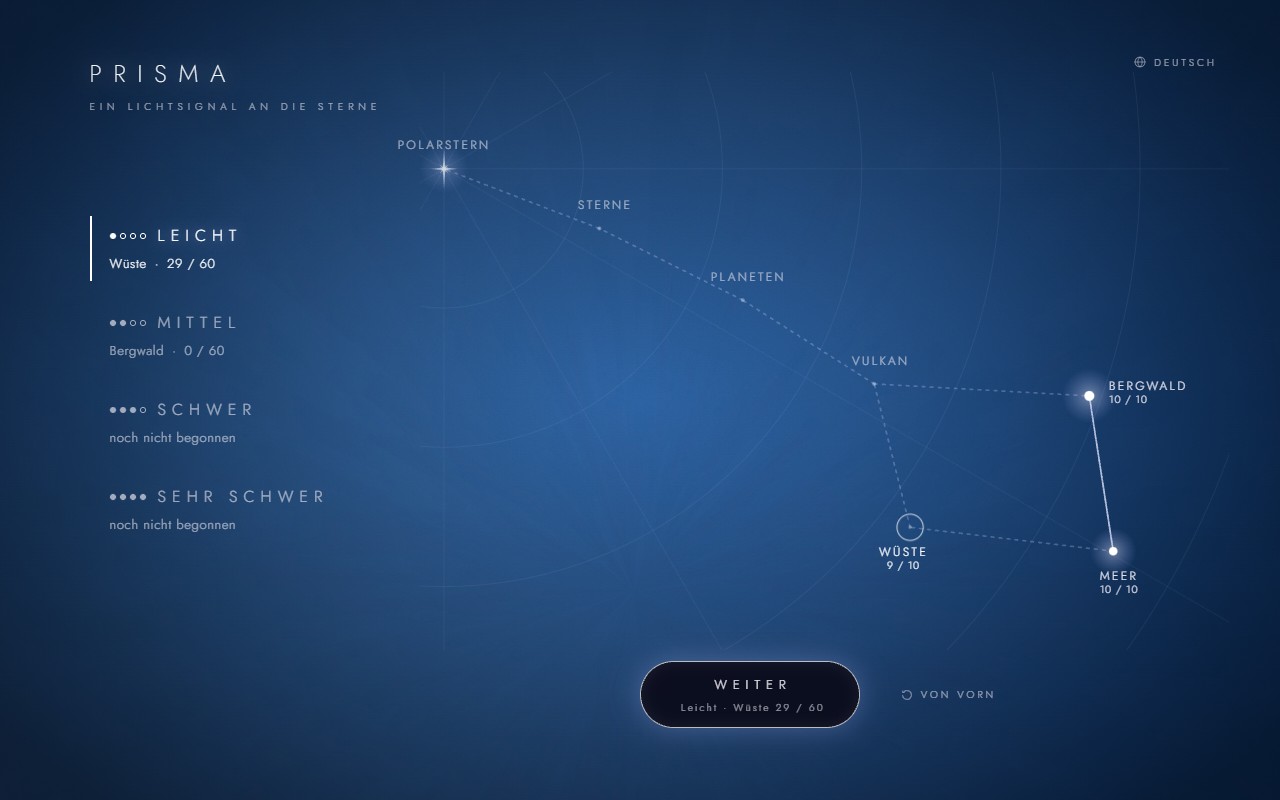 PRISMA
EIN LICHTSIGNAL AN DIE STERNE
DEUTSCH
LEICHT
Wüste · 29 / 60
MITTEL
Bergwald · 0 / 60
SCHWER
noch nicht begonnen
SEHR SCHWER
noch nicht begonnen
POLARSTERN
STERNE
PLANETEN
VULKAN
BERGWALD
10 / 10
WÜSTE
9 / 10
MEER
10 / 10
WEITER
Leicht · Wüste 29 / 60
VON VORN